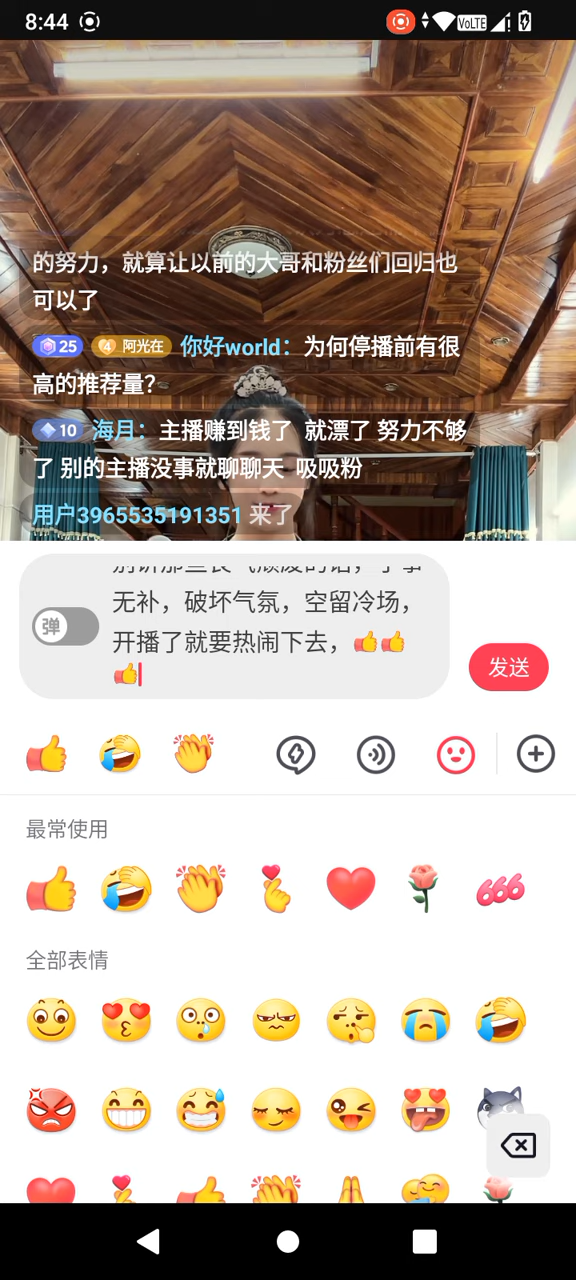 8:44
VoLTE
的努力，就算让以前的大哥和粉丝们回归也
可以了
25 4 阿光在 你好world：为何停播前有很
高的推荐量？
10 海月：主播赚到钱了 就漂了 努力不够
了 别的主播没事就聊聊天 吸吸粉
用户3965535191351 来了
弹
无补，破坏气氛，空留冷场，
开播了就要热闹下去，👍👍
👍
发送
最常使用
666
全部表情